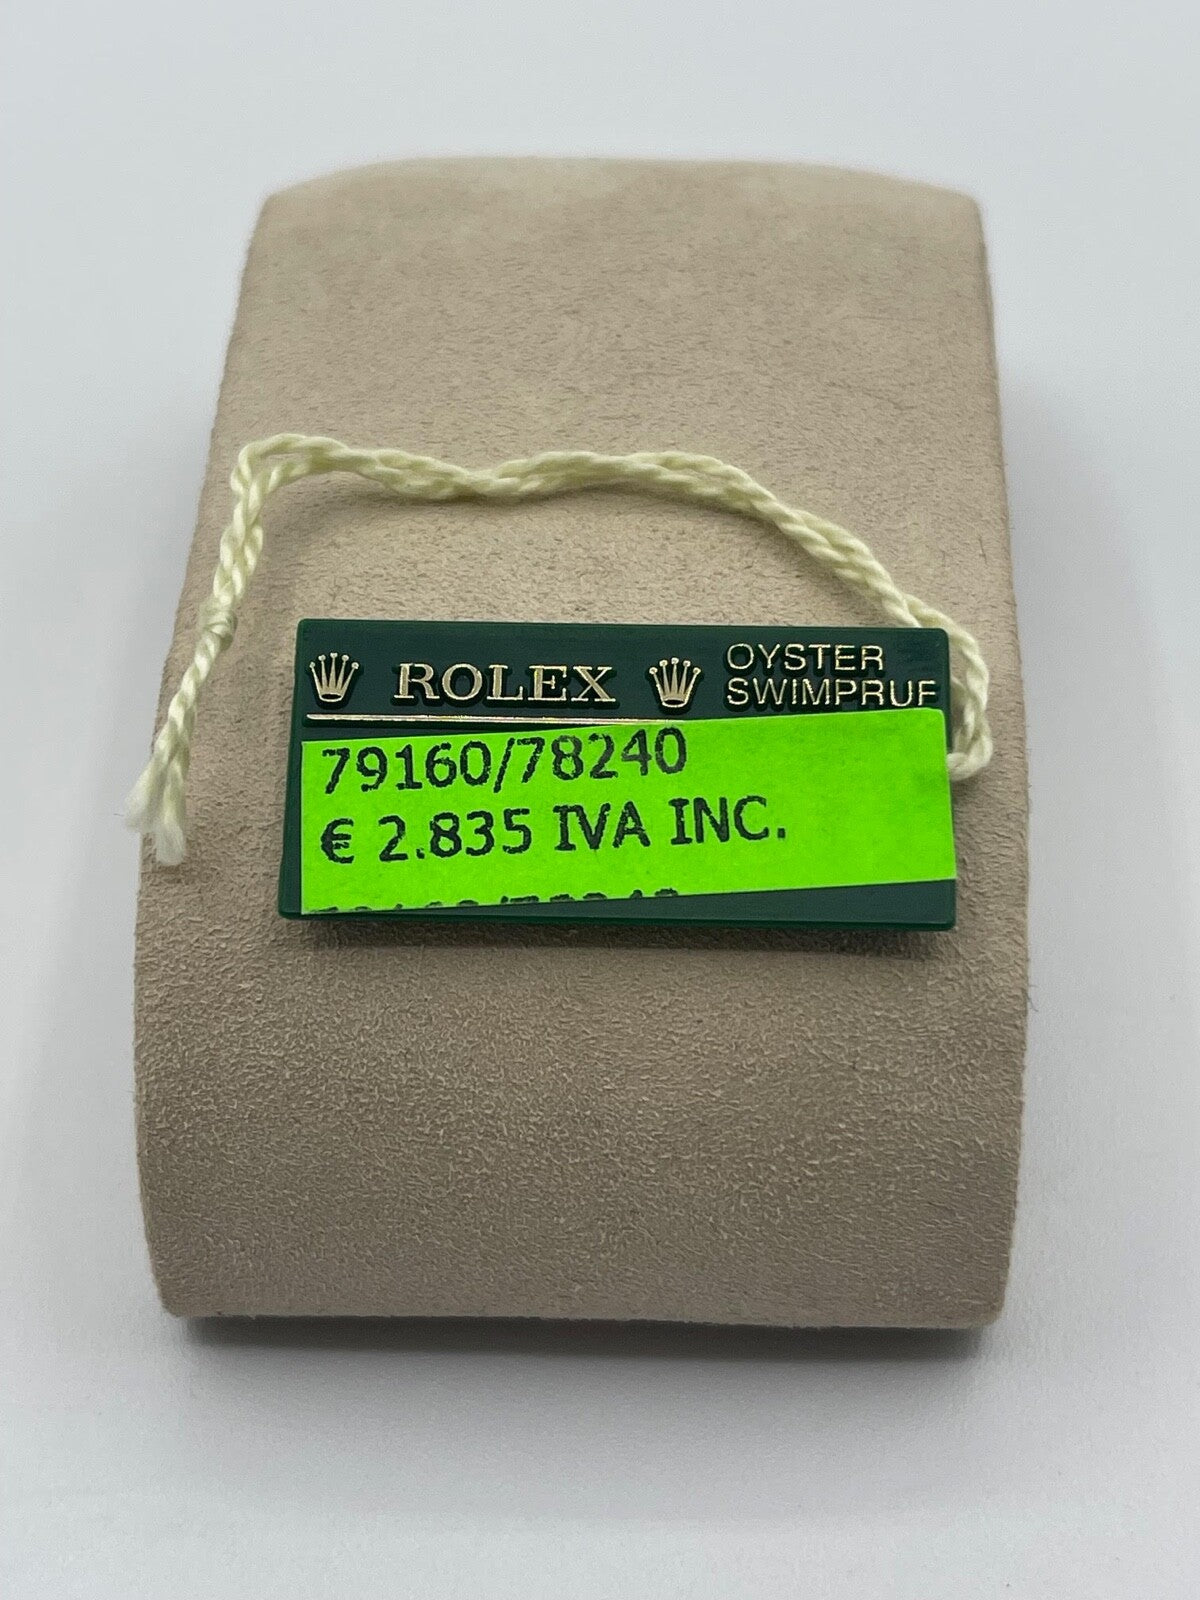 ROLEX
OYSTER
SWIMPRUF
79160/78240
€ 2.835 IVA INC.